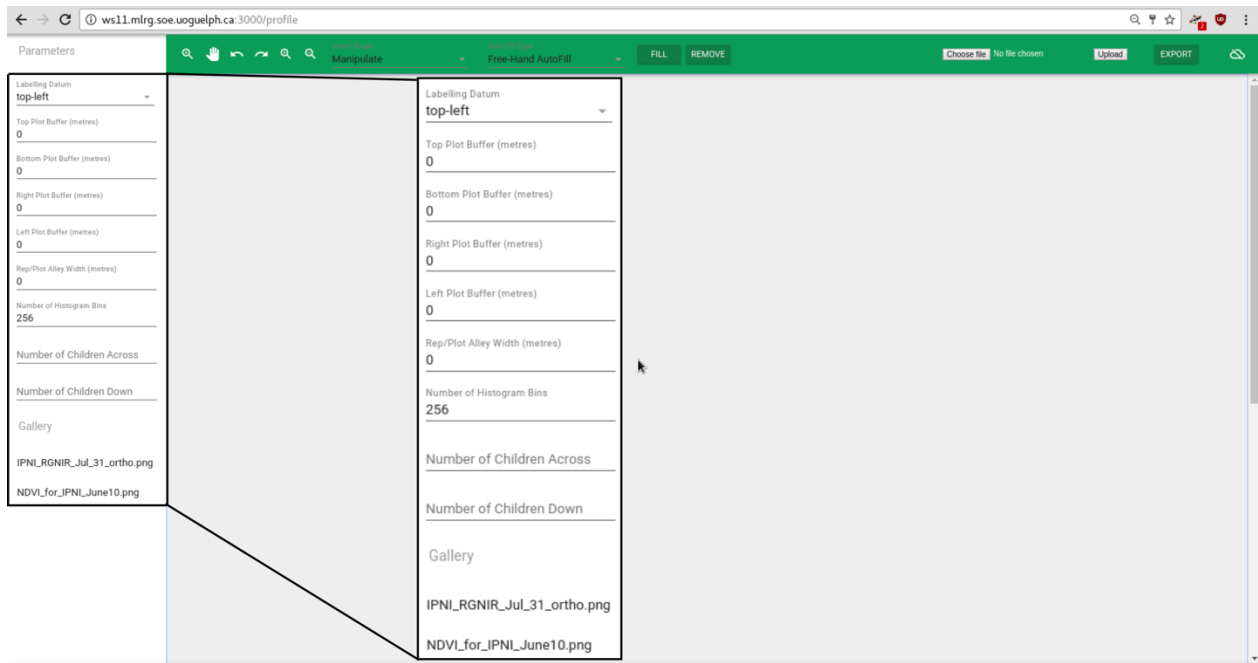 ws11.mlrg.soe.uoguelph.ca:3000/profile
Parameters
Manipulate
Free-Hand AutoFill
FILL
REMOVE
Choose file No file chosen
Upload
EXPORT
Labelling Datum
top-left
Top Plot Buffer (metres)
0
Bottom Plot Buffer (metres)
0
Right Plot Buffer (metres)
0
Left Plot Buffer (metres)
0
Rep/Plot Alley Width (metres)
0
Number of Histogram Bins
256
Number of Children Across
Number of Children Down
Gallery
IPNI_RGNIR_Jul_31_ortho.png
NDVI_for_IPNI_June10.png
Labelling Datum
top-left
Top Plot Buffer (metres)
0
Bottom Plot Buffer (metres)
0
Right Plot Buffer (metres)
0
Left Plot Buffer (metres)
0
Rep/Plot Alley Width (metres)
0
Number of Histogram Bins
256
Number of Children Across
Number of Children Down
Gallery
IPNI_RGNIR_Jul_31_ortho.png
NDVI_for_IPNI_June10.png